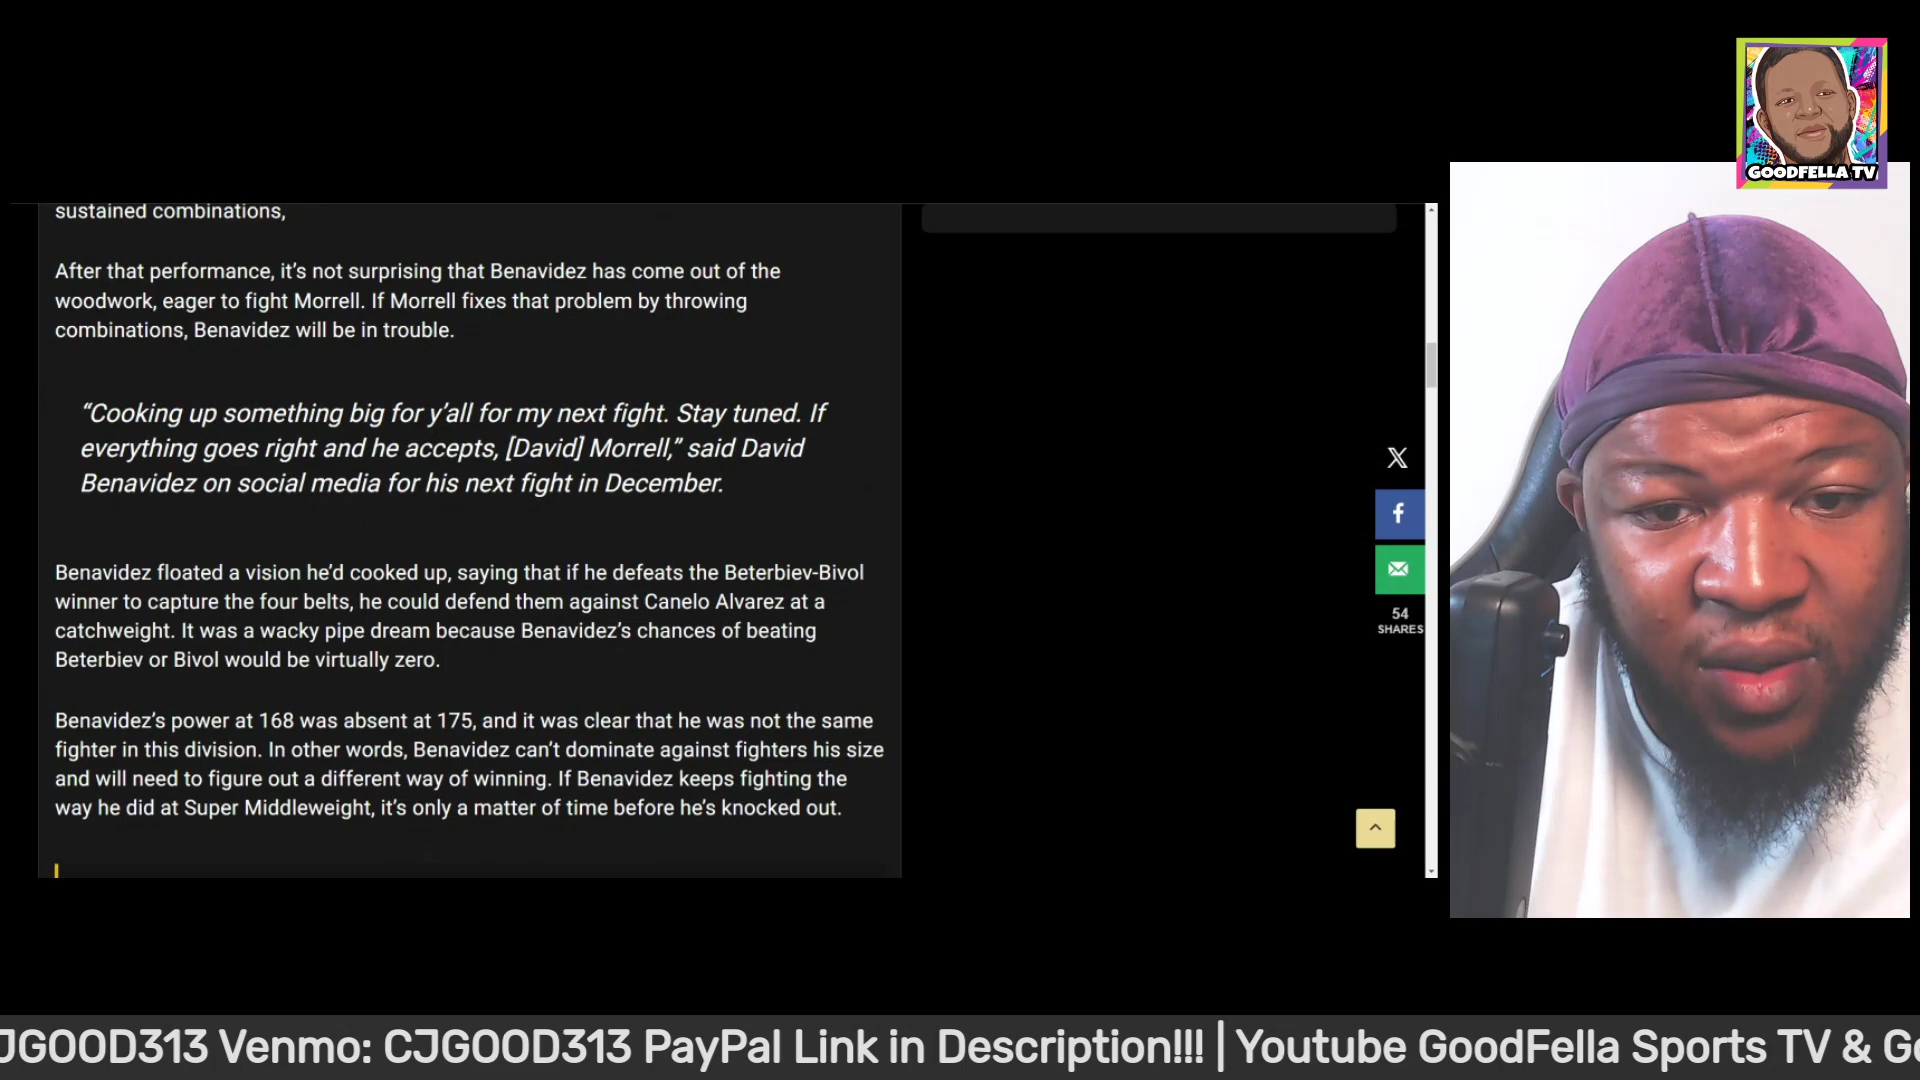 GOODFELLA TV
sustained combinations,
After that performance, it’s not surprising that Benavidez has come out of the
woodwork, eager to fight Morrell. If Morrell fixes that problem by throwing
combinations, Benavidez will be in trouble.
“Cooking up something big for y’all for my next fight. Stay tuned. If
everything goes right and he accepts, [David] Morrell,” said David
Benavidez on social media for his next fight in December.
Benavidez floated a vision he’d cooked up, saying that if he defeats the Beterbiev-Bivol
winner to capture the four belts, he could defend them against Canelo Alvarez at a
catchweight. It was a wacky pipe dream because Benavidez’s chances of beating
Beterbiev or Bivol would be virtually zero.
Benavidez’s power at 168 was absent at 175, and it was clear that he was not the same
fighter in this division. In other words, Benavidez can’t dominate against fighters his size
and will need to figure out a different way of winning. If Benavidez keeps fighting the
way he did at Super Middleweight, it’s only a matter of time before he’s knocked out.
54
SHARES
JGOOD313 Venmo: CJGOOD313 PayPal Link in Description!!! | Youtube GoodFella Sports TV & Go